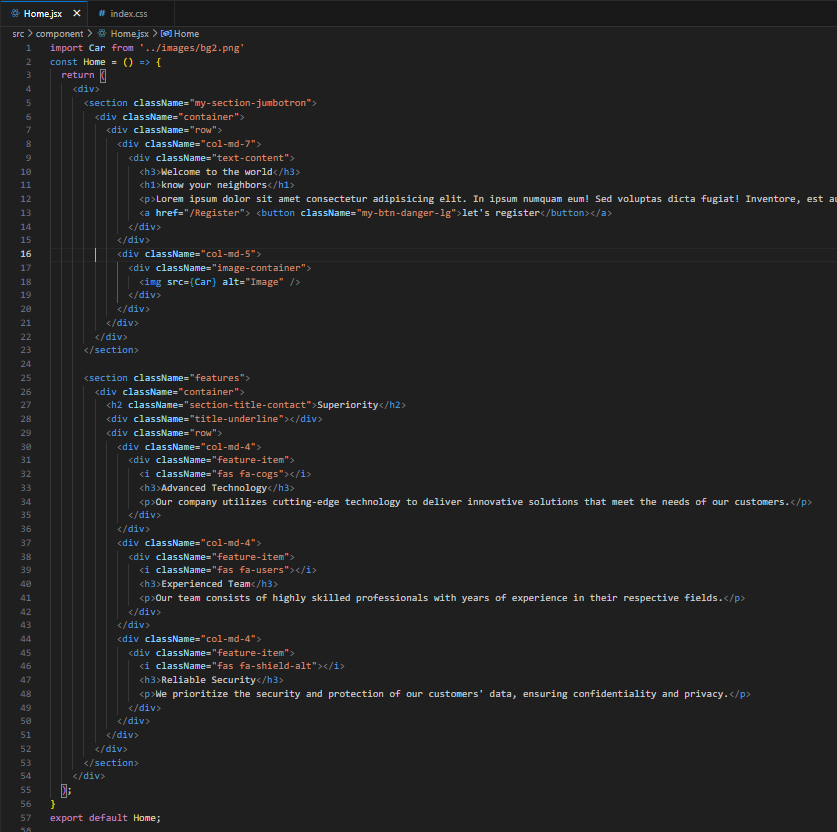 Home.jsx × # index.css
src > component > Home.jsx > Home
1 import Car from '../images/bg2.png'
2 const Home = () => {
3 return (
4 <div>
5 <section className="my-section-jumbotron">
6 <div className="container">
7 <div className="row">
8 <div className="col-md-7">
9 <div className="text-content">
10 <h3>Welcome to the world</h3>
11 <h1>know your neighbors</h1>
12 <p>Lorem ipsum dolor sit amet consectetur adipisicing elit. In ipsum numquam eum! Sed voluptas dicta fugiat! Inventore, est
13 <a href="/Register"> <button className="my-btn-danger-lg">let's register</button></a>
14 </div>
15 </div>
16 <div className="col-md-5">
17 <div className="image-container">
18 <img src={Car} alt="Image" />
19 </div>
20 </div>
21 </div>
22 </div>
23 </section>
24
25 <section className="features">
26 <div className="container">
27 <h2 className="section-title-contact">Superiority</h2>
28 <div className="title-underline"></div>
29 <div className="row">
30 <div className="col-md-4">
31 <div className="feature-item">
32 <i className="fas fa-cogs"></i>
33 <h3>Advanced Technology</h3>
34 <p>Our company utilizes cutting-edge technology to deliver innovative solutions that meet the needs of our customers.</p>
35 </div>
36 </div>
37 <div className="col-md-4">
38 <div className="feature-item">
39 <i className="fas fa-users"></i>
40 <h3>Experienced Team</h3>
41 <p>Our team consists of highly skilled professionals with years of experience in their respective fields.</p>
42 </div>
43 </div>
44 <div className="col-md-4">
45 <div className="feature-item">
46 <i className="fas fa-shield-alt"></i>
47 <h3>Reliable Security</h3>
48 <p>We prioritize the security and protection of our customers' data, ensuring confidentiality and privacy.</p>
49 </div>
50 </div>
51 </div>
52 </div>
53 </section>
54 </div>
55 );
56 }
57 export default Home;
58